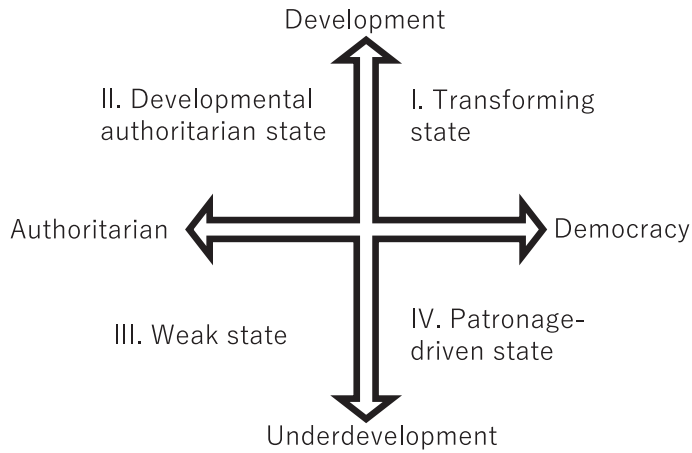 Development
II. Developmental
authoritarian state
I. Transforming
state
Authoritarian
Democracy
III. Weak state
IV. Patronage-
driven state
Underdevelopment